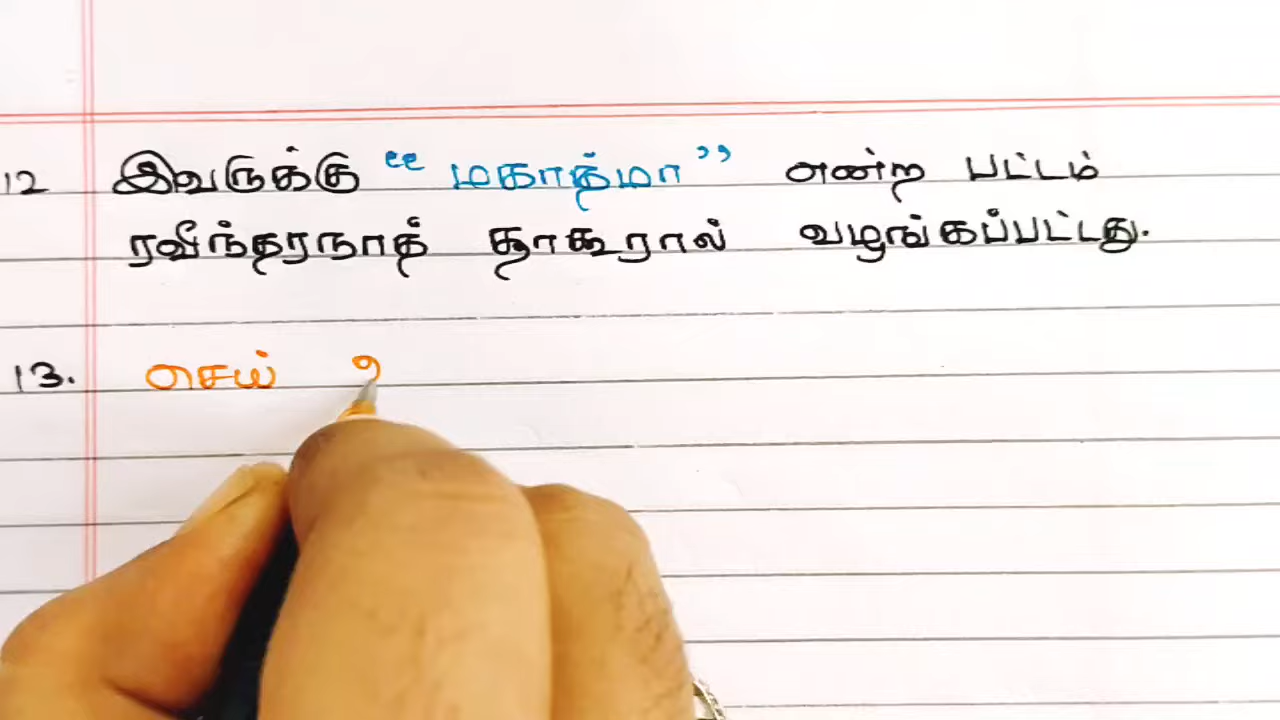 12 இவருக்கு “ மகாத்மா ” என்ற பட்டம்
ரவீந்தரநாத் தாகூரால் வழங்கப்பட்டது.
13. செய்